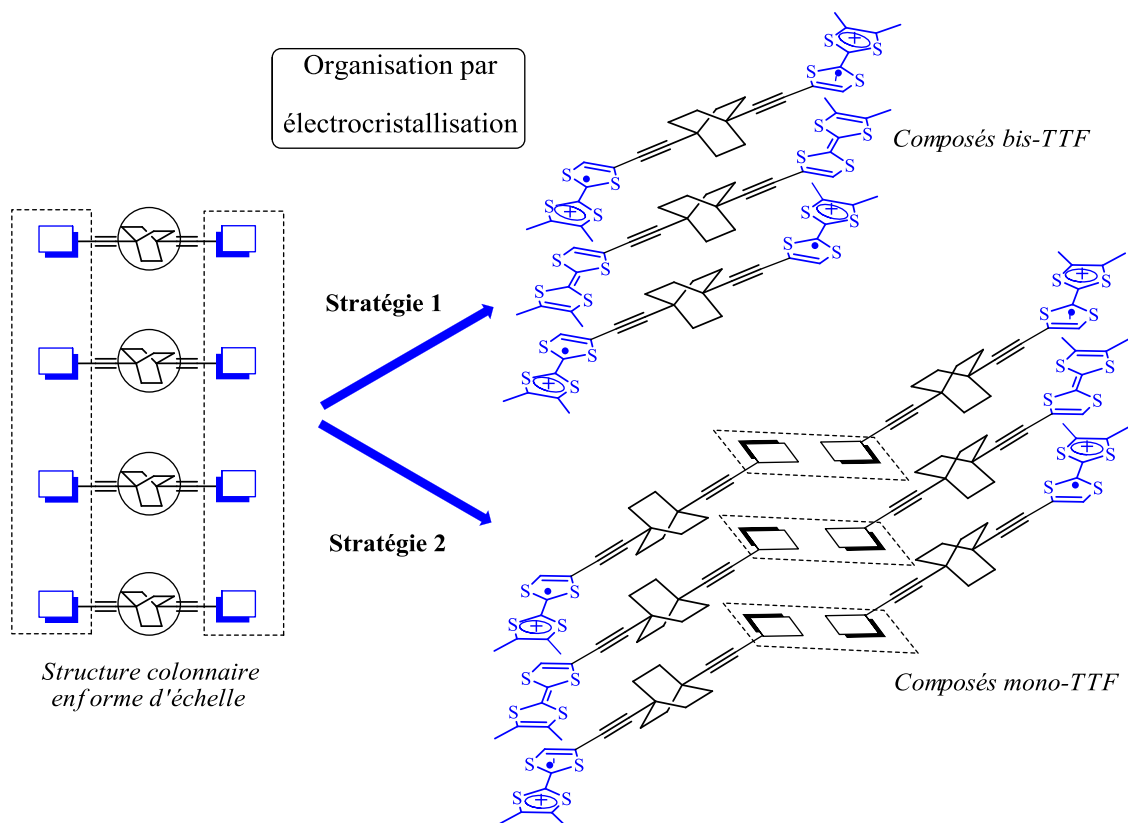 Organisation par
électrocristallisation
Composés bis-TTF
Stratégie 1
Stratégie 2
Structure colonnaire
en forme d'échelle
Composés mono-TTF